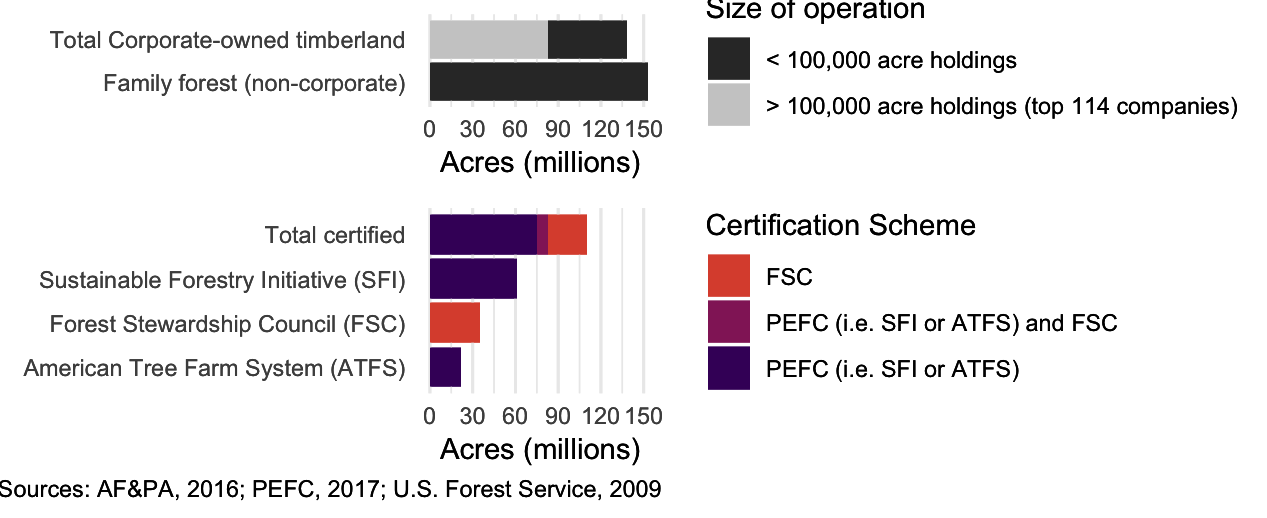 Size of operation
Total Corporate-owned timberland
< 100,000 acre holdings
Family forest (non-corporate)
> 100,000 acre holdings (top 114 companies)
0 30 60 90 120 150
Acres (millions)
Certification Scheme
Total certified
FSC
Sustainable Forestry Initiative (SFI)
Forest Stewardship Council (FSC)
PEFC (i.e. SFI or ATFS) and FSC
American Tree Farm System (ATFS)
PEFC (i.e. SFI or ATFS)
0 30 60 90 120 150
Acres (millions)
Sources: AF&PA, 2016; PEFC, 2017; U.S. Forest Service, 2009